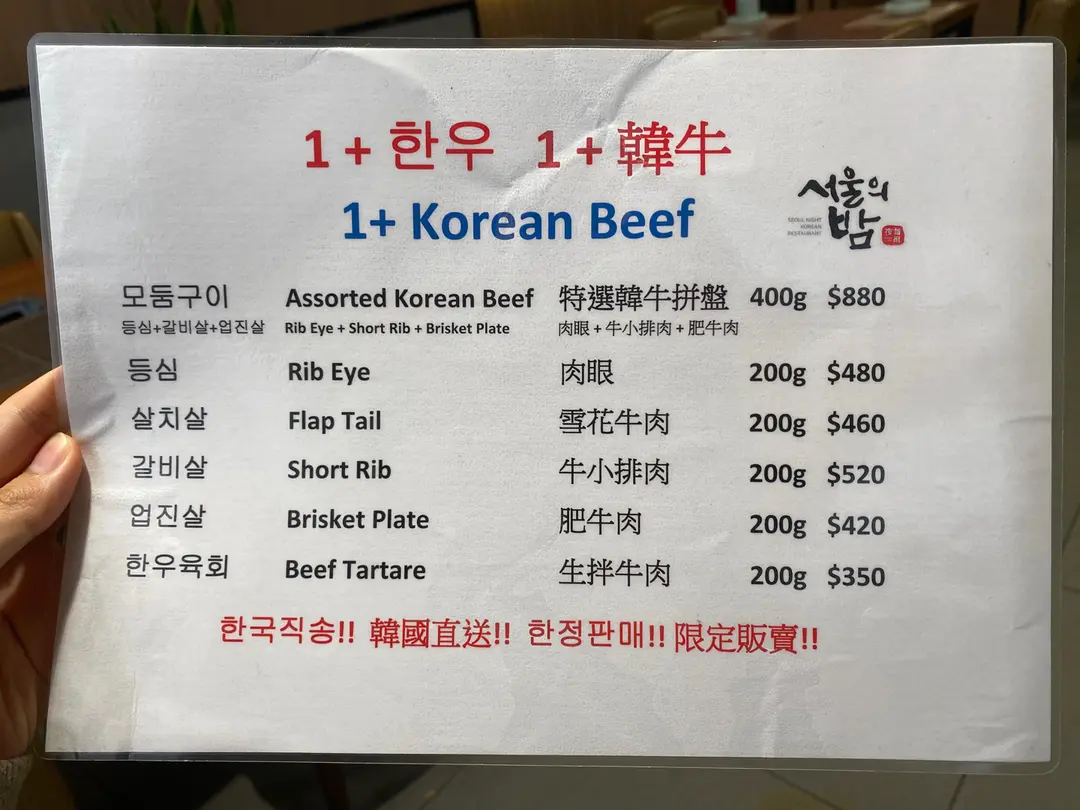 1 + 한우 1 + 韓牛
1+ Korean Beef
서울의
밤
SEOUL NIGHT
KOREAN
RESTAURANT
모둠구이 Assorted Korean Beef 特選韓牛拼盤 400g $880
등심+갈비살+업진살 Rib Eye + Short Rib + Brisket Plate 肉眼 + 牛小排肉 + 肥牛肉
등심 Rib Eye 肉眼 200g $480
살치살 Flap Tail 雪花牛肉 200g $460
갈비살 Short Rib 牛小排肉 200g $520
업진살 Brisket Plate 肥牛肉 200g $420
한우육회 Beef Tartare 生拌牛肉 200g $350
한국직송!! 韓國直送!! 한정판매!! 限定販賣!!